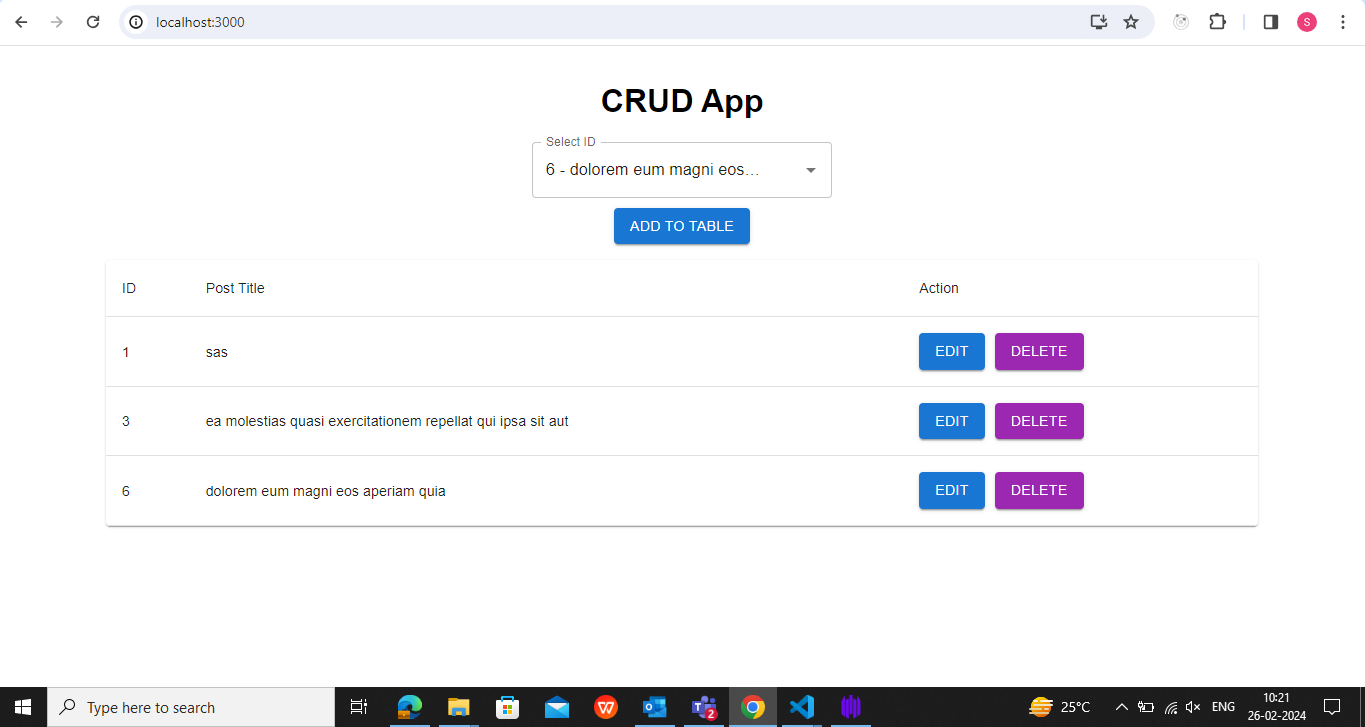 localhost:3000
S
CRUD App
Select ID
6 - dolorem eum magni eos…
ADD TO TABLE
ID Post Title Action
1 sas EDIT DELETE
3 ea molestias quasi exercitationem repellat qui ipsa sit aut EDIT DELETE
6 dolorem eum magni eos aperiam quia EDIT DELETE
Type here to search
W
T 2
25°C
ENG
10:21
26-02-2024